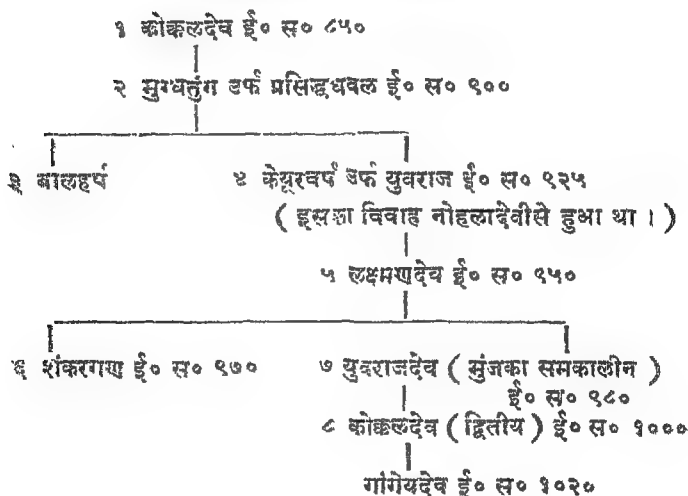 १ कोक्कलदेव ई० स० ८५०
२ मुग्धतुंग उर्फ प्रसिद्धधवल ई० स० ९००
३ बालहर्ष ४ केयूरवर्ष उर्फ युवराज ई० स० ९२५
( इसका विवाह नोहलादेवीसे हुआ था । )
५ लक्ष्मणदेव ई० स० ९५०
६ शंकरगण ई० स० ९७० ७ युवराजदेव ( मुंजका समकालीन )
ई० स० ९८०
८ कोक्कलदेव ( द्वितीय ) ई० स० १०००
गांगेयदेव ई० स० १०२०